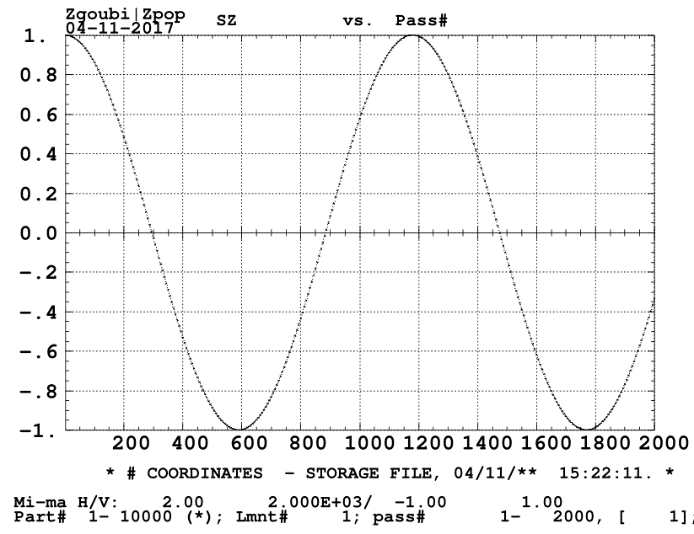 Zgoubi|Zpop
04-11-2017
SZ vs. Pass#
1.
0.8
0.6
0.4
0.2
0.0
-.2
-.4
-.6
-.8
-1.
200 400 600 800 1000 1200 1400 1600 1800 2000
* # COORDINATES - STORAGE FILE, 04/11/** 15:22:11. *
Mi-ma H/V: 2.00 2.000E+03/ -1.00 1.00
Part# 1- 10000 (*); Lmnt# 1; pass# 1- 2000, [ 1];